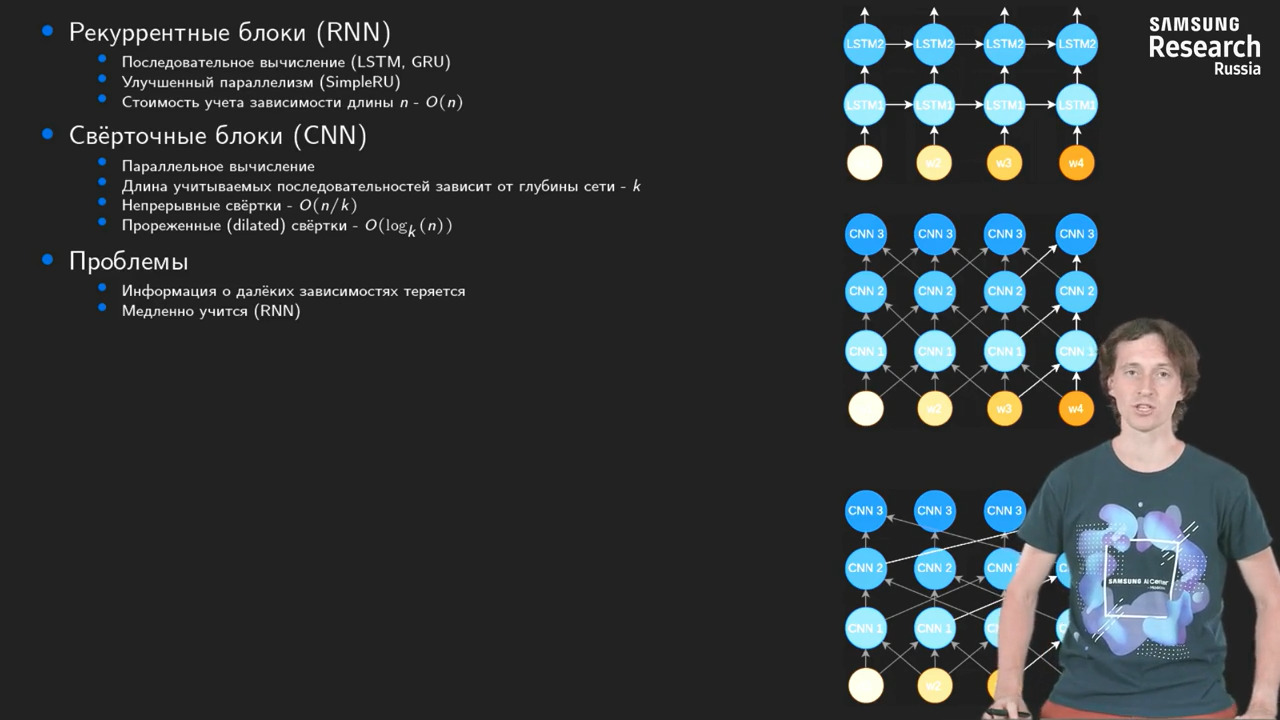 Рекуррентные блоки (RNN)
Последовательное вычисление (LSTM, GRU)
Улучшенный параллелизм (SimpleRU)
Стоимость учета зависимости длины n - O(n)
Свёрточные блоки (CNN)
Параллельное вычисление
Длина учитываемых последовательностей зависит от глубины сети - k
Непрерывные свёртки - O(n/k)
Прореженные (dilated) свёртки - O(log_k(n))
Проблемы
Информация о далёких зависимостях теряется
Медленно учится (RNN)
LSTM2 LSTM2 LSTM2 LSTM2
LSTM1 LSTM1 LSTM1 LSTM1
w2 w3 w4
CNN 3 CNN 3 CNN 3 CNN 3
CNN 2 CNN 2 CNN 2 CNN 2
CNN 1 CNN 1 CNN 1 CNN 1
w2 w3 w4
CNN 3 CNN 3 CNN 3
CNN 2 CNN 2 CNN 2
CNN 1 CNN 1
w2
SAMSUNG
Research
Russia
SAMSUNG AI Center